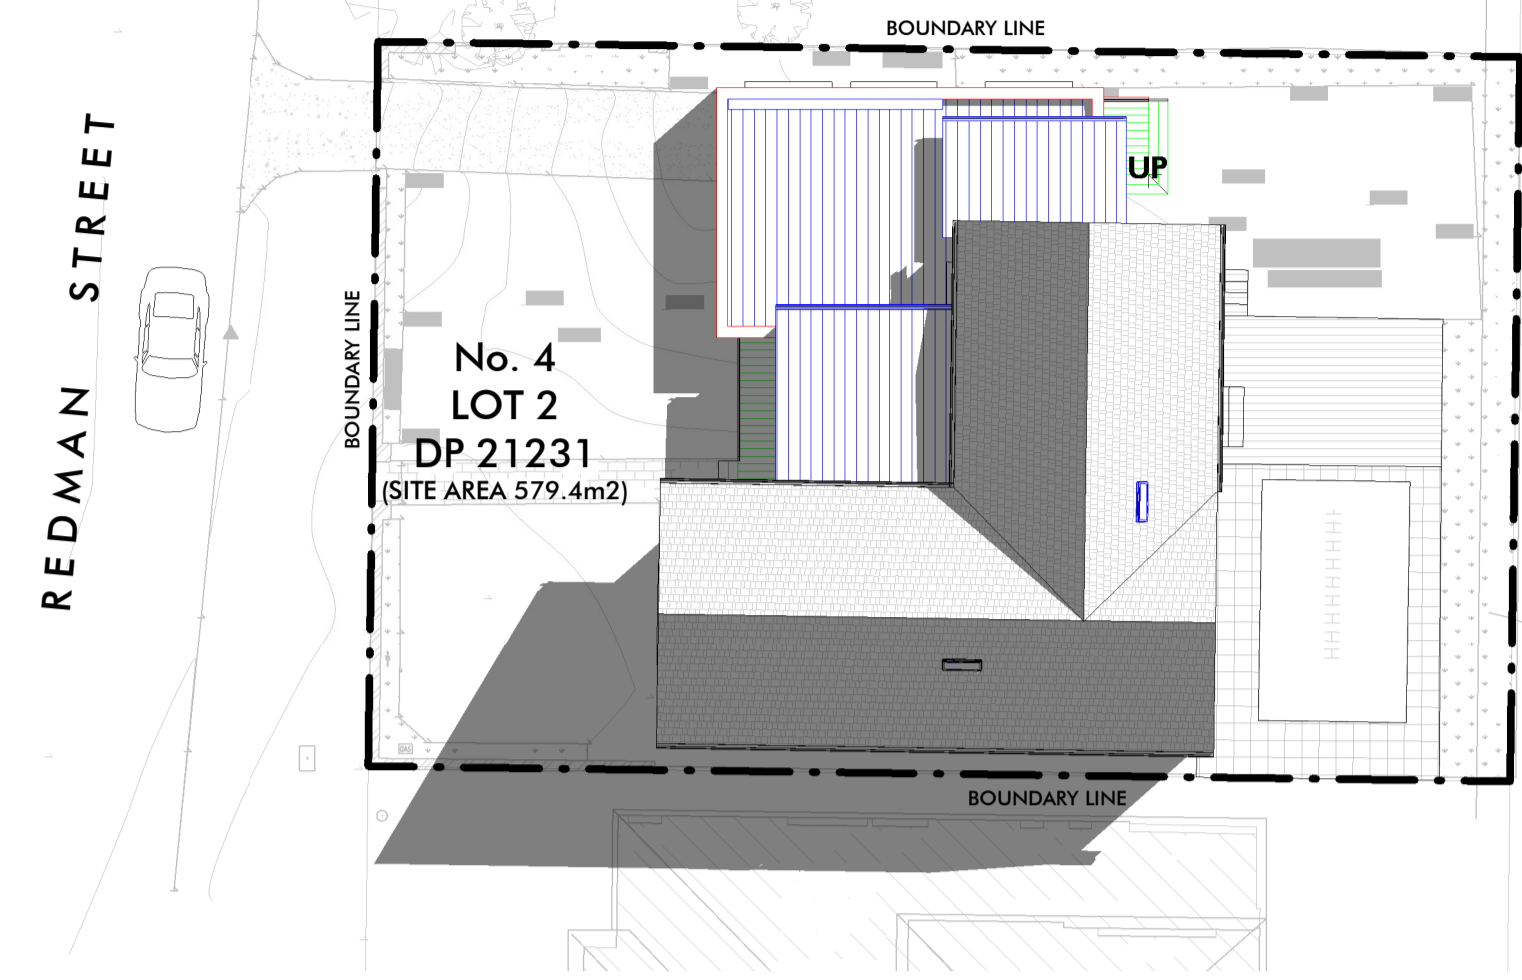 BOUNDARY LINE
REDMAN STREET
UP
BOUNDARY LINE
No. 4
LOT 2
DP 21231
(SITE AREA 579.4m2)
GAS
BOUNDARY LINE